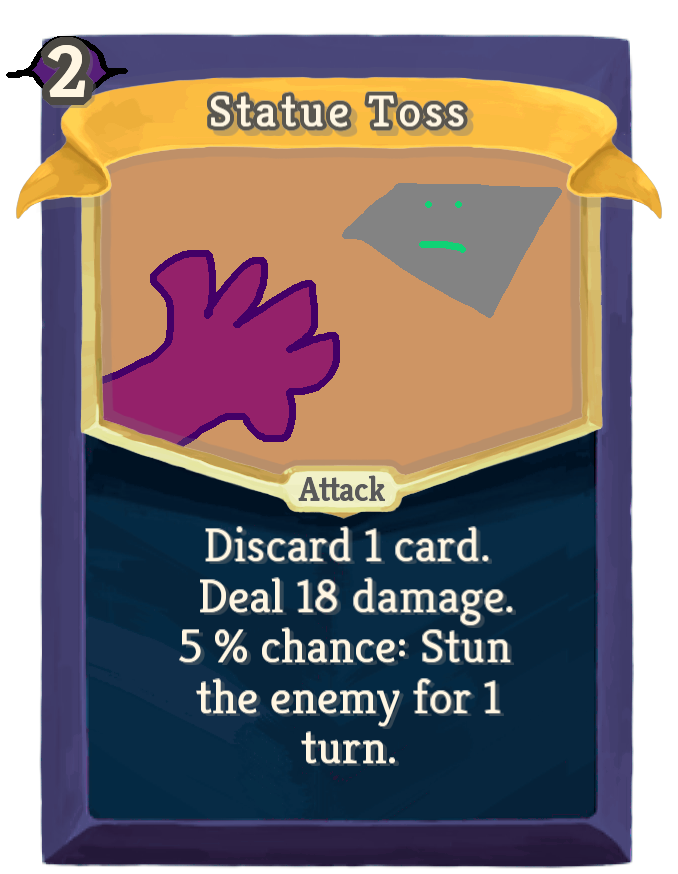 2
Statue Toss
Attack
Discard 1 card.
Deal 18 damage.
5 % chance: Stun
the enemy for 1
turn.